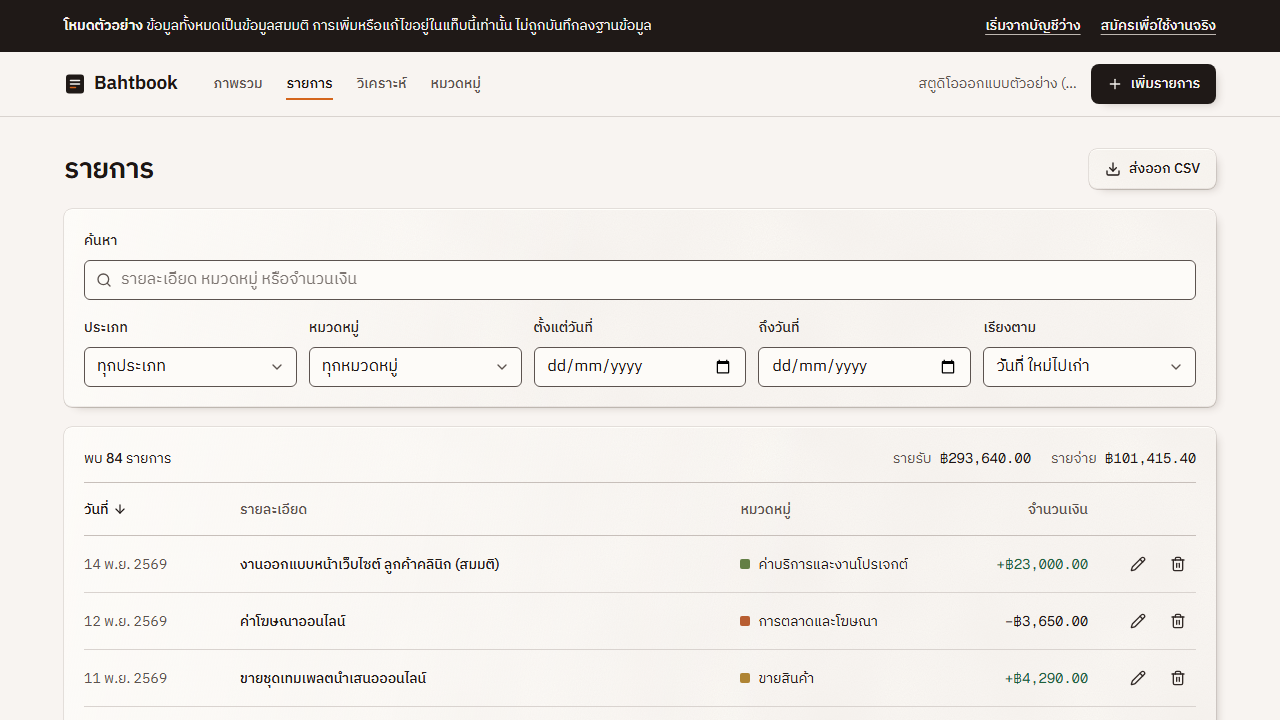 โหมดตัวอย่าง ข้อมูลทั้งหมดเป็นข้อมูลสมมติ การเพิ่มหรือแก้ไขอยู่ในแท็บนี้เท่านั้น ไม่ถูกบันทึกลงฐานข้อมูล เริ่มจากบัญชีว่าง สมัครเพื่อใช้งานจริง
Bahtbook ภาพรวม รายการ วิเคราะห์ หมวดหมู่ สตูดิโอออกแบบตัวอย่าง (… เพิ่มรายการ
รายการ ส่งออก CSV
ค้นหา
รายละเอียด หมวดหมู่ หรือจำนวนเงิน
ประเภท หมวดหมู่ ตั้งแต่วันที่ ถึงวันที่ เรียงตาม
ทุกประเภท ทุกหมวดหมู่ dd/mm/yyyy dd/mm/yyyy วันที่ ใหม่ไปเก่า
พบ 84 รายการ รายรับ ฿293,640.00 รายจ่าย ฿101,415.40
วันที่ ↓ รายละเอียด หมวดหมู่ จำนวนเงิน
14 พ.ย. 2569 งานออกแบบหน้าเว็บไซต์ ลูกค้าคลินิก (สมมติ) ค่าบริการและงานโปรเจกต์ +฿23,000.00
12 พ.ย. 2569 ค่าโฆษณาออนไลน์ การตลาดและโฆษณา −฿3,650.00
11 พ.ย. 2569 ขายชุดเทมเพลตนำเสนอออนไลน์ ขายสินค้า +฿4,290.00